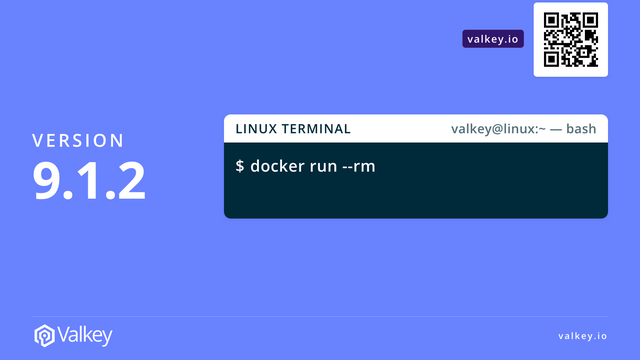 valkey.io
VERSION
9.1.2
LINUX TERMINAL
valkey@linux:~ — bash
$ docker run --rm
Valkey
valkey.io